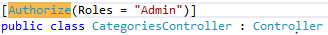 [Authorize(Roles = "Admin")]
public class CategoriesController : Controller